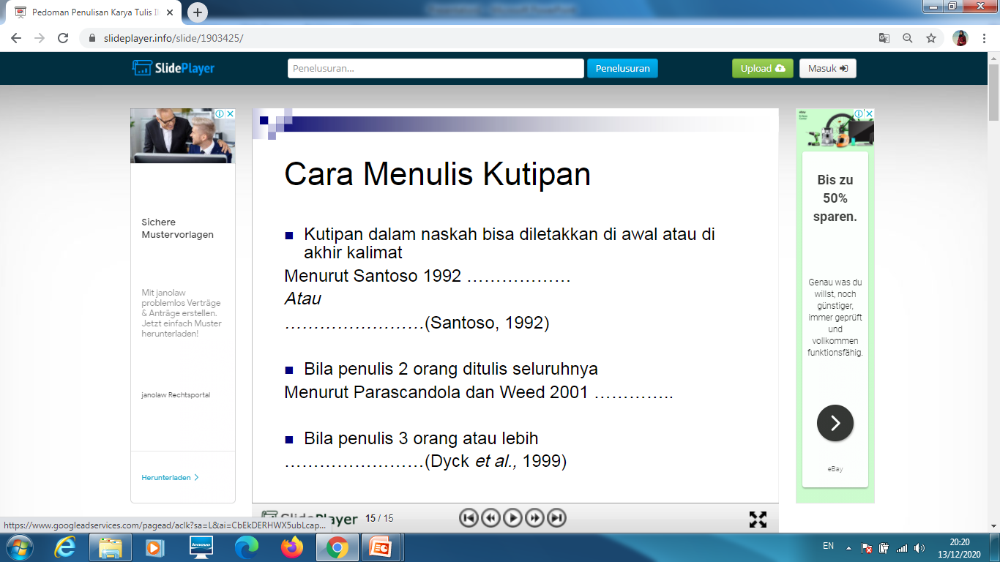 Pedoman Penulisan Karya Tulis Il
slideplayer.info/slide/1903425/
SlidePlayer
Penelusuran...
Penelusuran
Upload
Masuk
Sichere
Mustervorlagen
Mit janolaw
problemlos Verträge
& Anträge erstellen.
Jetzt einfach Muster
herunterladen!
janolaw Rechtsportal
Herunterladen
Cara Menulis Kutipan
Kutipan dalam naskah bisa diletakkan di awal atau di
akhir kalimat
Menurut Santoso 1992 ………………
Atau
……………………(Santoso, 1992)
Bila penulis 2 orang ditulis seluruhnya
Menurut Parascandola dan Weed 2001 …………..
Bila penulis 3 orang atau lebih
……………………(Dyck et al., 1999)
Bis zu
50%
sparen.
Genau was du
willst, noch
günstiger,
immer geprüft
und
vollkommen
funktionsfähig.
eBay
SlidePlayer
15 / 15
https://www.googleadservices.com/pagead/aclk?sa=L&ai=CbEkDERHWX5ubLcap...
lenovo
EN
20:20
13/12/2020